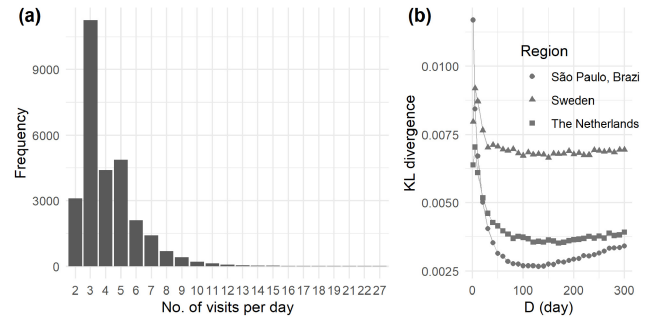 (a)
Frequency
9000
6000
3000
0
2 3 4 5 6 7 8 9 10 11 12 13 14 15 16 17 18 19 21 22 27
No. of visits per day
(b)
KL divergence
0.0100
0.0075
0.0050
0.0025
Region
São Paulo, Brazi
Sweden
The Netherlands
0 100 200 300
D (day)